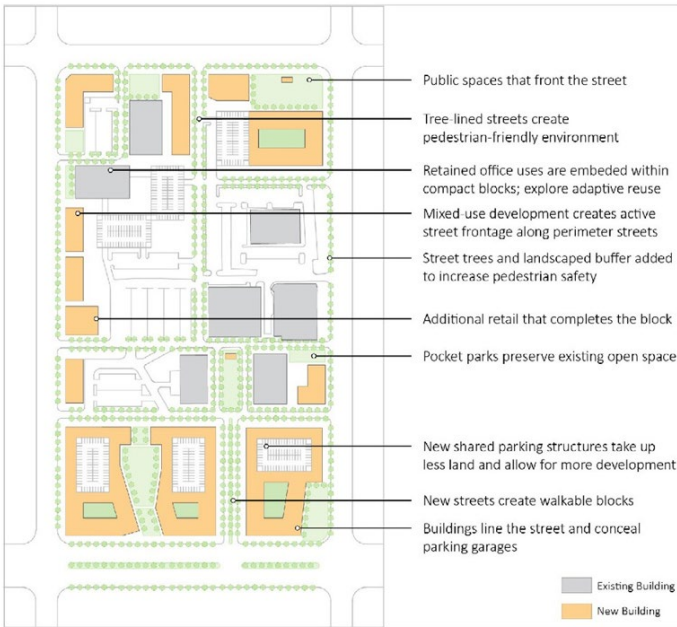 Public spaces that front the street
Tree-lined streets create
pedestrian-friendly environment
Retained office uses are embeded within
compact blocks; explore adaptive reuse
Mixed-use development creates active
street frontage along perimeter streets
Street trees and landscaped buffer added
to increase pedestrian safety
Additional retail that completes the block
Pocket parks preserve existing open space
New shared parking structures take up
less land and allow for more development
New streets create walkable blocks
Buildings line the street and conceal
parking garages
Existing Building
New Building